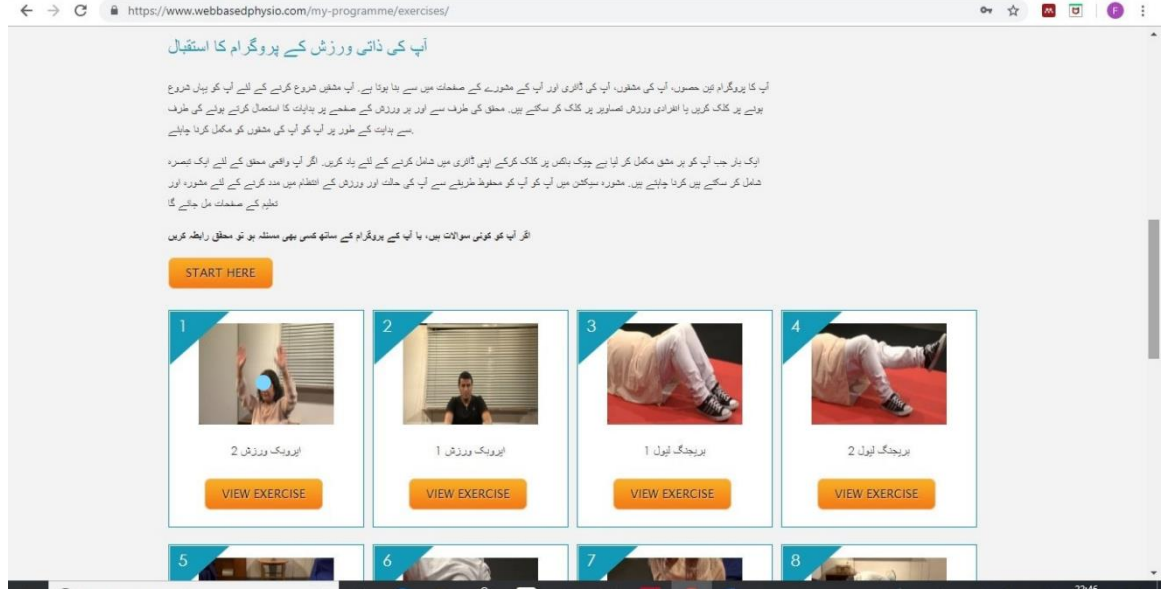 https://www.webbasedphysio.com/my-programme/exercises/
آپ کی ذاتی ورزش کے پروگرام کا استقبال
آپ کا پروگرام تین حصوں، آپ کی مشقوں، آپ کی ڈائری اور آپ کے مشورے کے صفحات میں سے بنا ہوتا ہے. آپ مشقیں شروع کرنے کے لئے آپ کو یہاں شروع
ہونے پر کلک کریں یا انفرادی ورزش تصاویر پر کلک کر سکتے ہیں. محقق کی طرف سے اور ہر ورزش کے صفحے پر ہدایات کا استعمال کرتے ہوئے کی طرف
سے ہدایت کے طور پر آپ کو آپ کی مشقوں کو مکمل کرنا چاہئے.
ایک بار جب آپ کو ہر مشق مکمل کر لیا ہے چیک باکس پر کلک کرکے اپنی ڈائری میں شامل کرنے کے لئے یاد کریں. اگر آپ واقعی محقق کے لئے ایک تبصرہ
شامل کر سکتے ہیں کرنا چاہتے ہیں. مشورہ سیکشن میں آپ کو آپ کو محفوظ طریقے سے آپ کی حالت اور ورزش کے انتظام میں مدد کرنے کے لئے مشورہ اور
تعلیم کے صفحات مل جائے گا
اگر آپ کو کوئی سوالات ہیں، یا آپ کے پروگرام کے ساتھ کسی بھی مسئلہ ہو تو محقق رابطہ کریں
START HERE
1
2
3
4
ایروبک ورزش 2
ایروبک ورزش 1
بریجنگ لیول 1
بریجنگ لیول 2
VIEW EXERCISE
VIEW EXERCISE
VIEW EXERCISE
VIEW EXERCISE
5
6
7
8